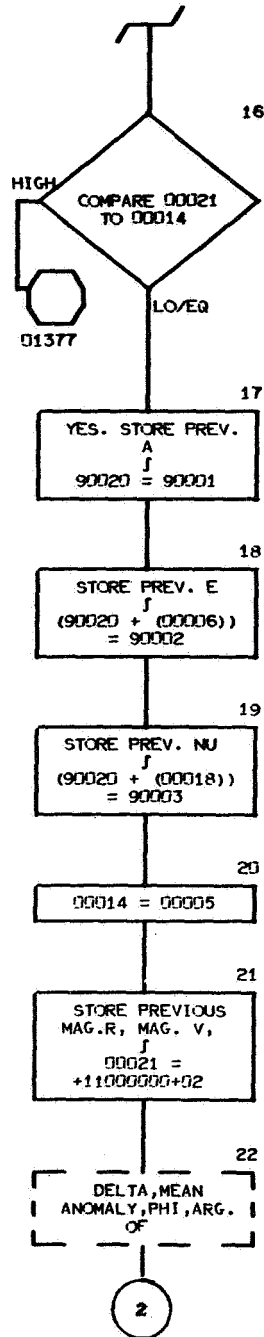 16
HIGH
COMPARE 00021
TO 00014
01377
LO/EQ
17
YES. STORE PREV.
A
∫
90020 = 90001
18
STORE PREV. E
∫
(90020 + (00006))
= 90002
19
STORE PREV. NU
∫
(90020 + (00018))
= 90003
20
00014 = 00005
21
STORE PREVIOUS
MAG.R, MAG. V,
∫
00021 =
+11000000+02
22
DELTA,MEAN
ANOMALY,PHI,ARG.
OF
2